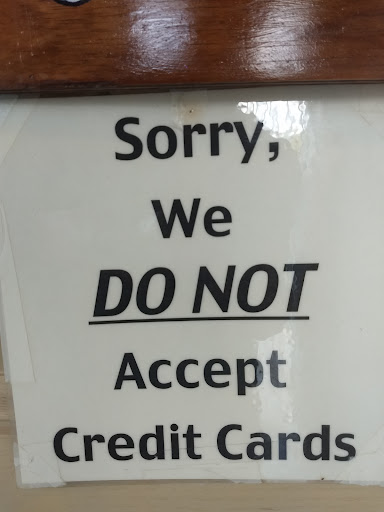 Sorry,
We
DO NOT
Accept
Credit Cards